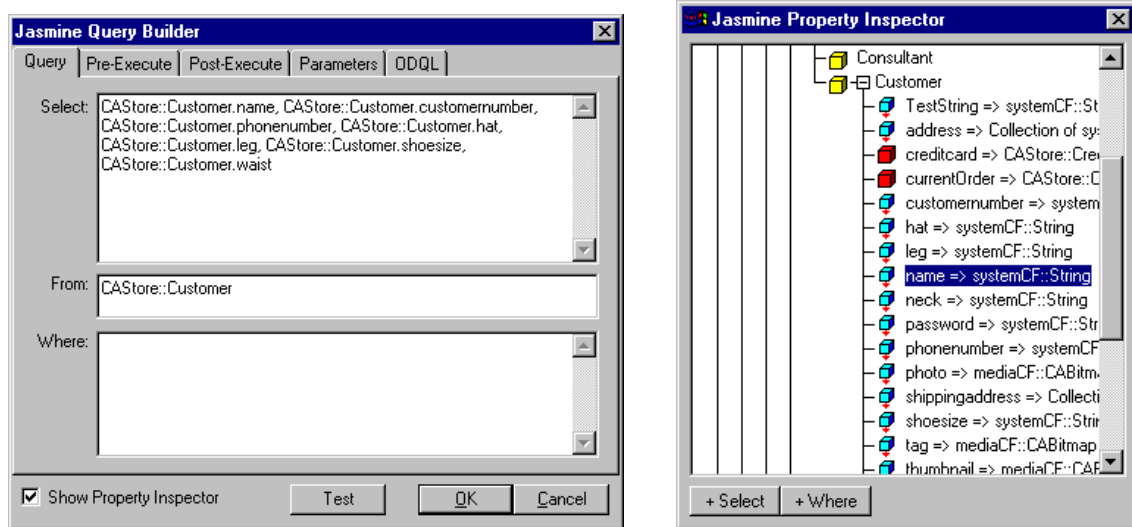 Jasmine Query Builder
Query Pre-Execute Post-Execute Parameters ODQL
Select: CAStore::Customer.name, CAStore::Customer.customernumber,
CAStore::Customer.phonenumber, CAStore::Customer.hat,
CAStore::Customer.leg, CAStore::Customer.shoesize,
CAStore::Customer.waist
From: CAStore::Customer
Where:
Show Property Inspector Test OK Cancel
Jasmine Property Inspector
Consultant
Customer
TestString => systemCF::St
address => Collection of sy
creditcard => CAStore::Cre
currentOrder => CAStore::C
customernumber => system
hat => systemCF::String
leg => systemCF::String
name => systemCF::String
neck => systemCF::String
password => systemCF::Str
phonenumber => systemCF
photo => mediaCF::CABitm
shippingaddress => Collecti
shoesize => systemCF::Strin
tag => mediaCF::CABitmap
thumbnail => mediaCF::CAB
+ Select + Where